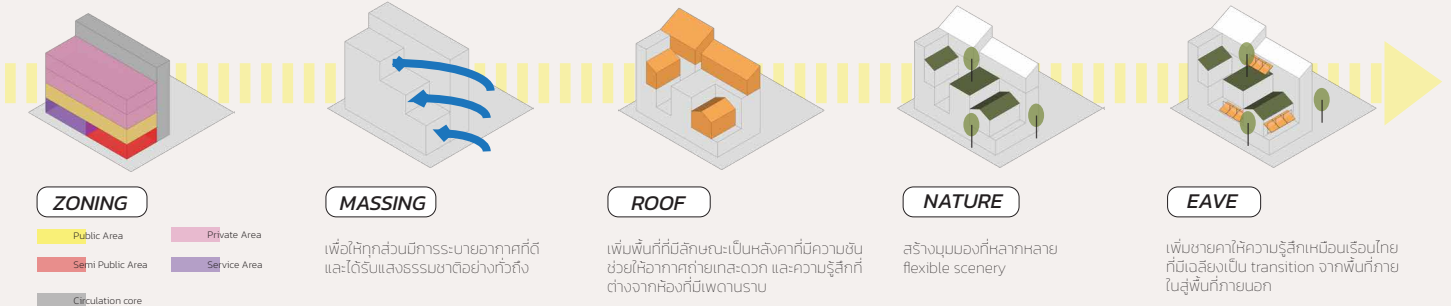 ZONING
Public Area
Private Area
Semi Public Area
Service Area
Circulation core
MASSING
เพื่อให้ทุกส่วนมีการระบายอากาศที่ดี
และได้รับแสงธรรมชาติอย่างทั่วถึง
ROOF
เพิ่มพื้นที่ที่มีลักษณะเป็นหลังคาที่มีความชัน
ช่วยให้อากาศถ่ายเทสะดวก และความรู้สึกที่
ต่างจากห้องที่มีเพดานราบ
NATURE
สร้างมุมมองที่หลากหลาย
flexible scenery
EAVE
เพิ่มชายคาให้ความรู้สึกเหมือนเรือนไทย
ที่มีเฉลียงเป็น transition จากพื้นที่ภาย
ในสู่พื้นที่ภายนอก